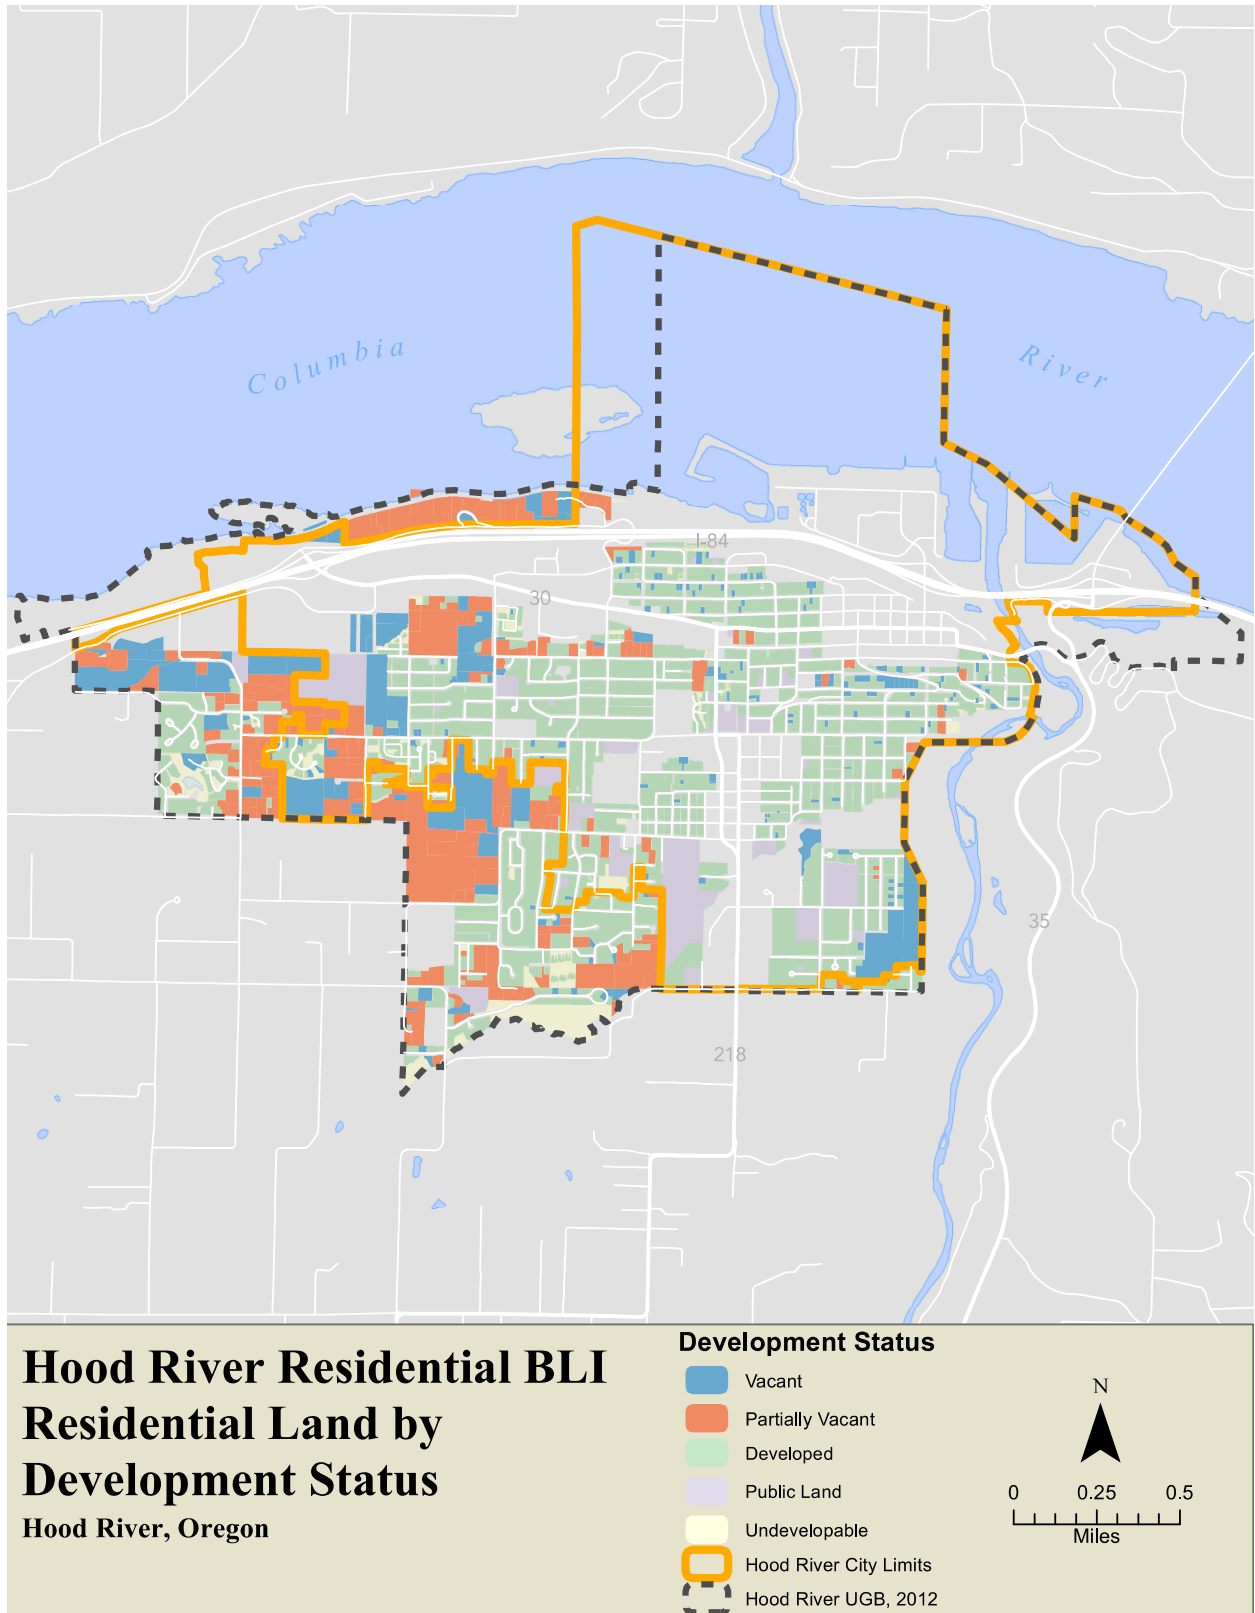 Columbia
River
I-84
30
35
218
Hood River Residential BLI
Residential Land by
Development Status
Hood River, Oregon
Development Status
Vacant
Partially Vacant
Developed
Public Land
Undevelopable
Hood River City Limits
Hood River UGB, 2012
N
0 0.25 0.5
Miles